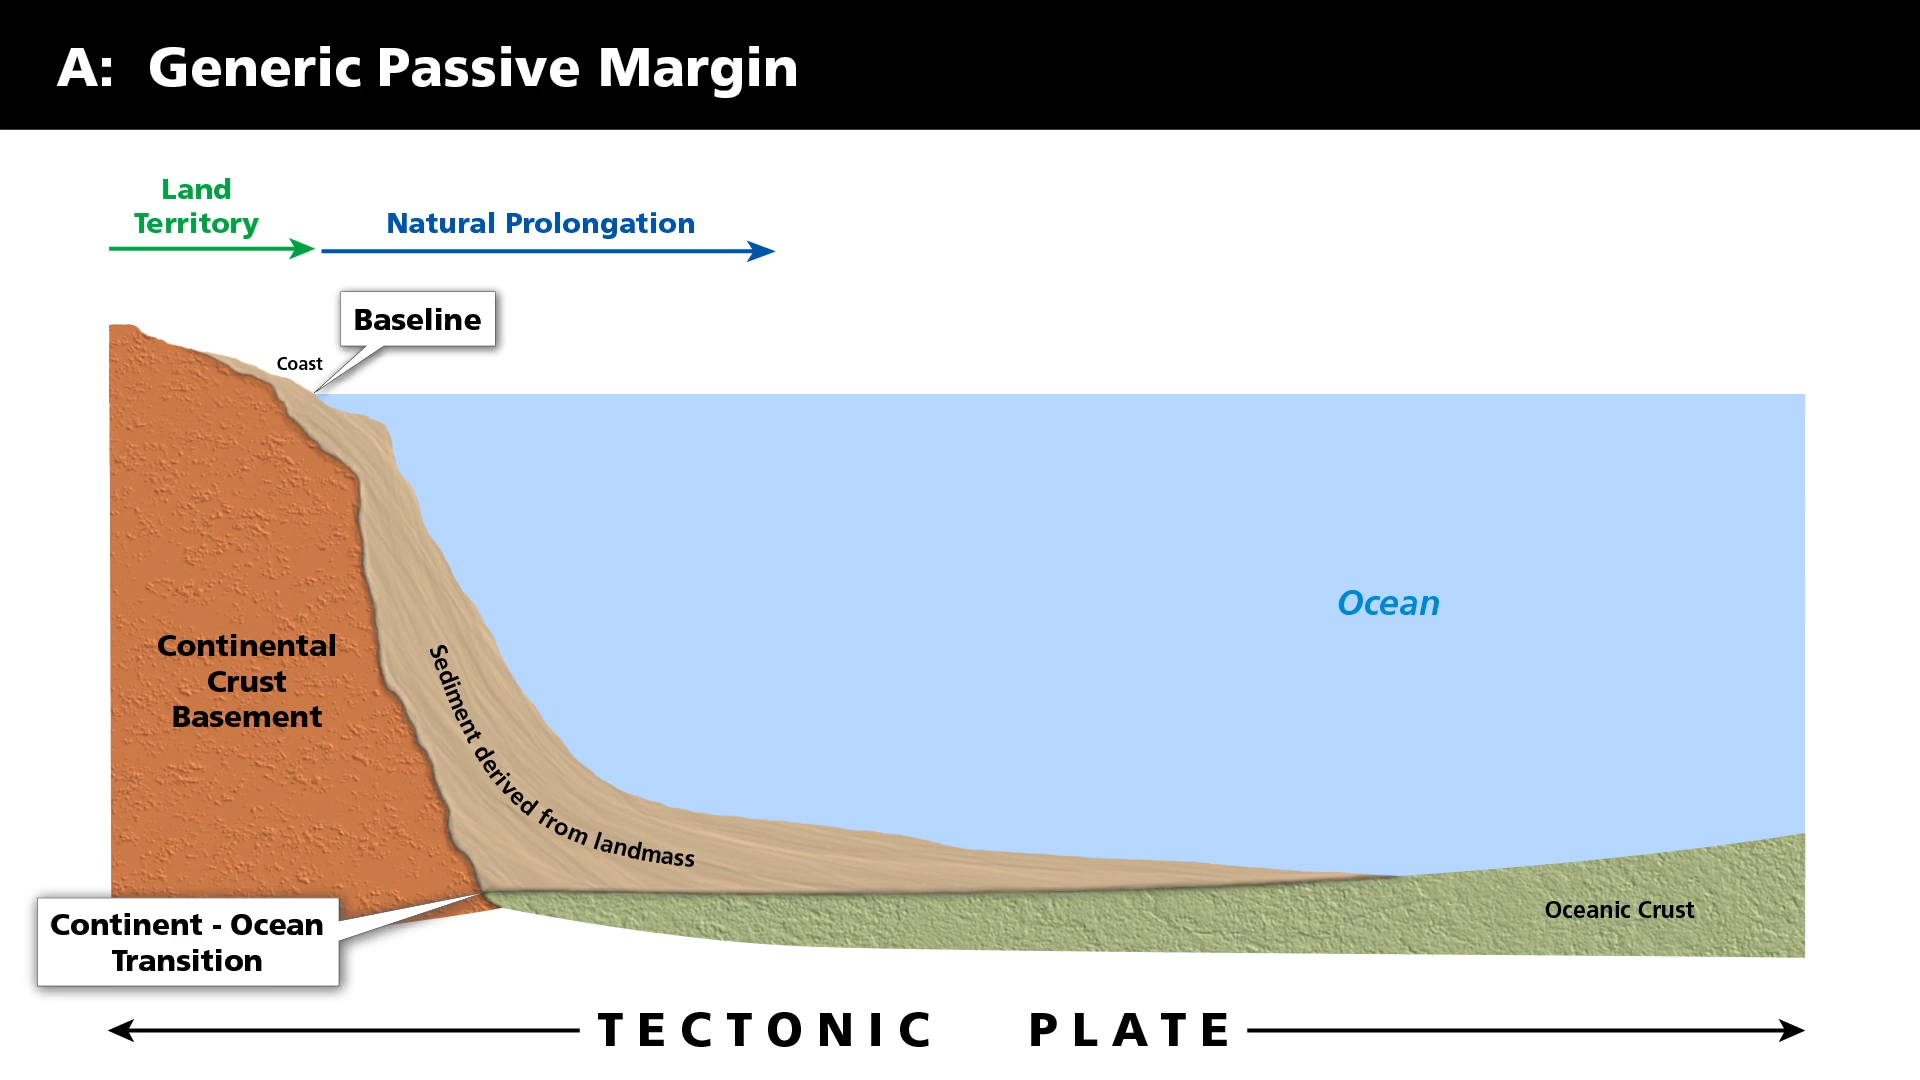 A: Generic Passive Margin
Land
Territory
Natural Prolongation
Baseline
Coast
Ocean
Continental
Crust
Basement
Sediment derived from landmass
Oceanic Crust
Continent - Ocean
Transition
TECTONIC PLATE